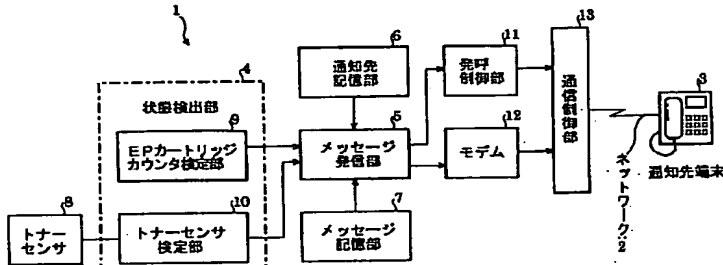 1
4
状態検出部
9
EPカートリッジ
カウンタ検定部
8
トナー
センサ
10
トナーセンサ
検定部
6
通知先
記憶部
5
メッセージ
発信部
7
メッセージ
記憶部
11
発呼
制御部
12
モデム
13
通信制御部
ネットワーク2
3
通知先端末